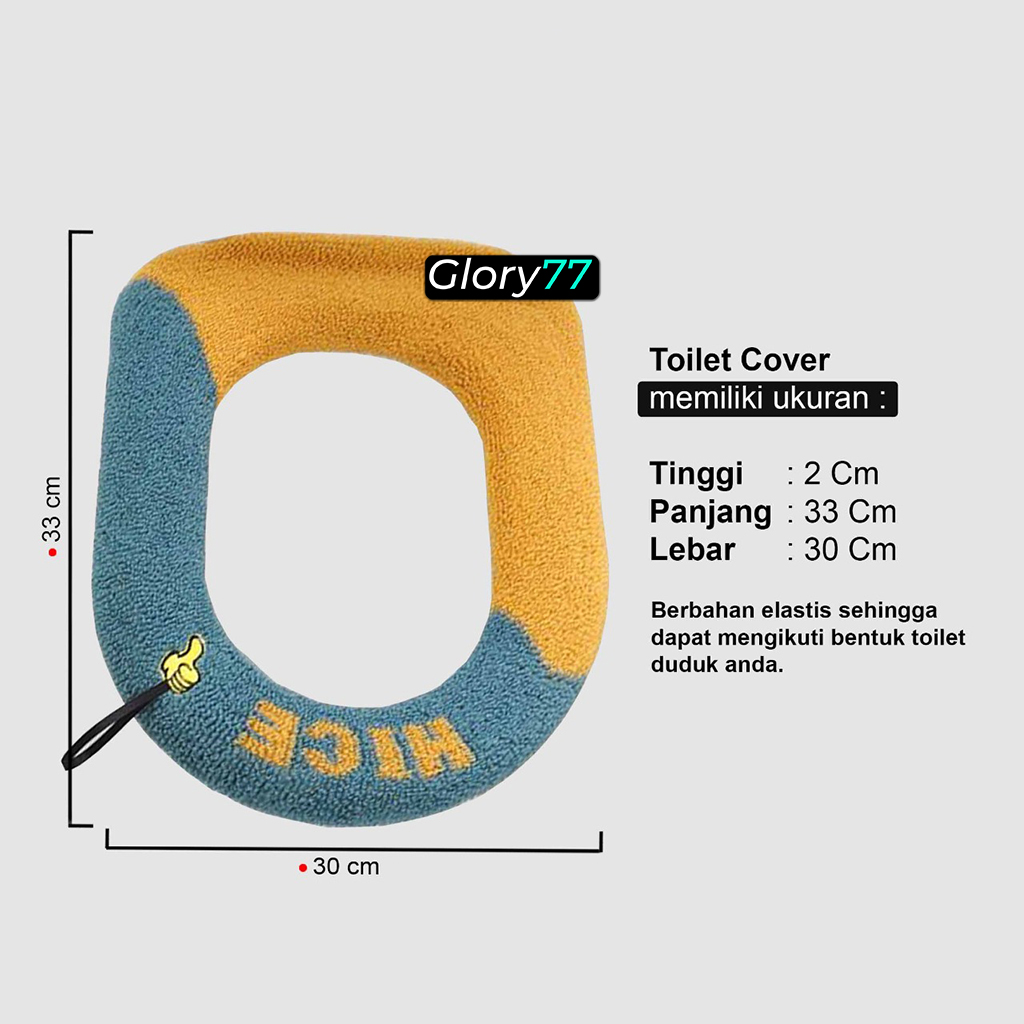 Glory77
Toilet Cover
memiliki ukuran :
Tinggi : 2 Cm
Panjang : 33 Cm
Lebar : 30 Cm
Berbahan elastis sehingga
dapat mengikuti bentuk toilet
duduk anda.
33 cm
HICE
30 cm